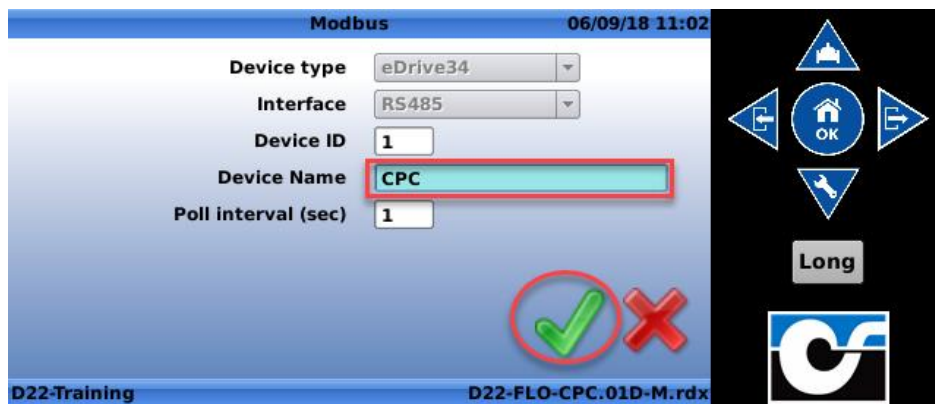 Modbus 06/09/18 11:02
Device type eDrive34
Interface RS485
Device ID 1
Device Name CPC
Poll interval (sec) 1
OK
Long
D22-Training D22-FLO-CPC.01D-M.rdx